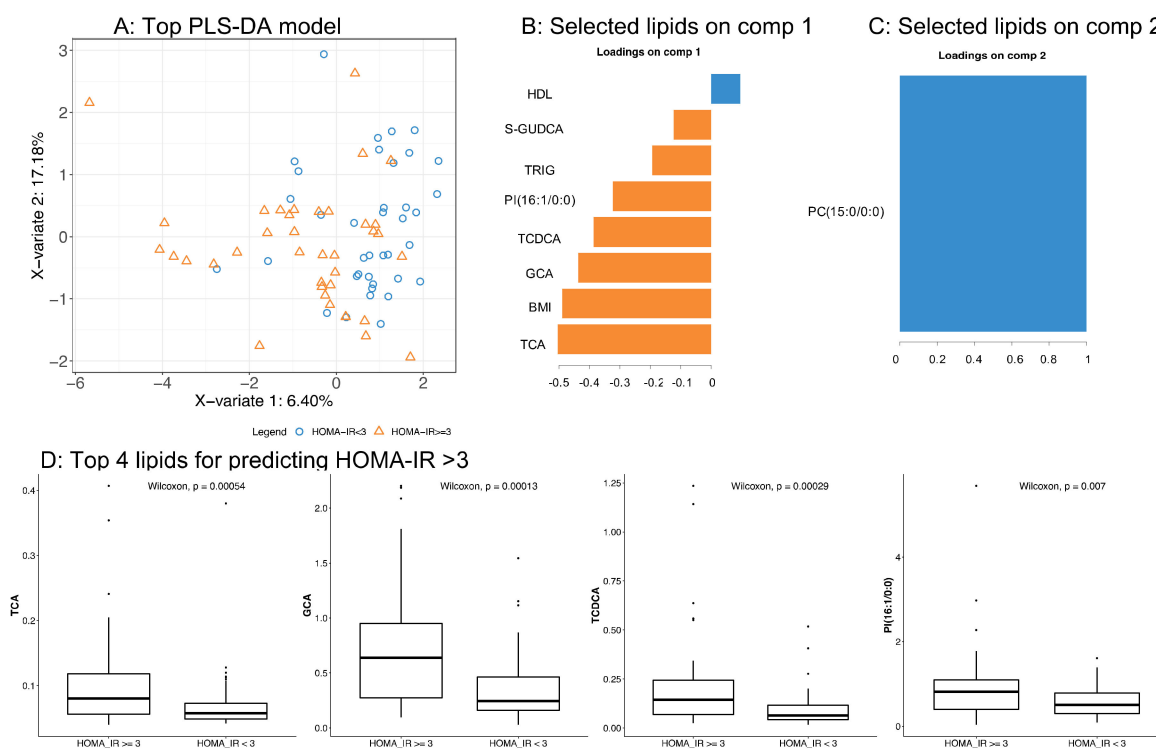 A: Top PLS-DA model
B: Selected lipids on comp 1
C: Selected lipids on comp 2
X−variate 2: 17.18%
3
2
1
0
−1
−2
−6
−4
−2
0
2
X−variate 1: 6.40%
Legend
HOMA−IR<3
HOMA−IR>=3
Loadings on comp 1
HDL
S-GUDCA
TRIG
PI(16:1/0:0)
TCDCA
GCA
BMI
TCA
-0.5
-0.4
-0.3
-0.2
-0.1
0
Loadings on comp 2
PC(15:0/0:0)
0
0.2
0.4
0.6
0.8
1
D: Top 4 lipids for predicting HOMA-IR >3
Wilcoxon, p = 0.00054
TCA
0.4
0.3
0.2
0.1
HOMA_IR >= 3
HOMA_IR < 3
Wilcoxon, p = 0.00013
GCA
2.0
1.5
1.0
0.5
0.0
HOMA_IR >= 3
HOMA_IR < 3
Wilcoxon, p = 0.00029
TCDCA
1.25
1.00
0.75
0.50
0.25
0.00
HOMA_IR >= 3
HOMA_IR < 3
Wilcoxon, p = 0.007
PI(16:1/0:0)
4
2
0
HOMA_IR >= 3
HOMA_IR < 3